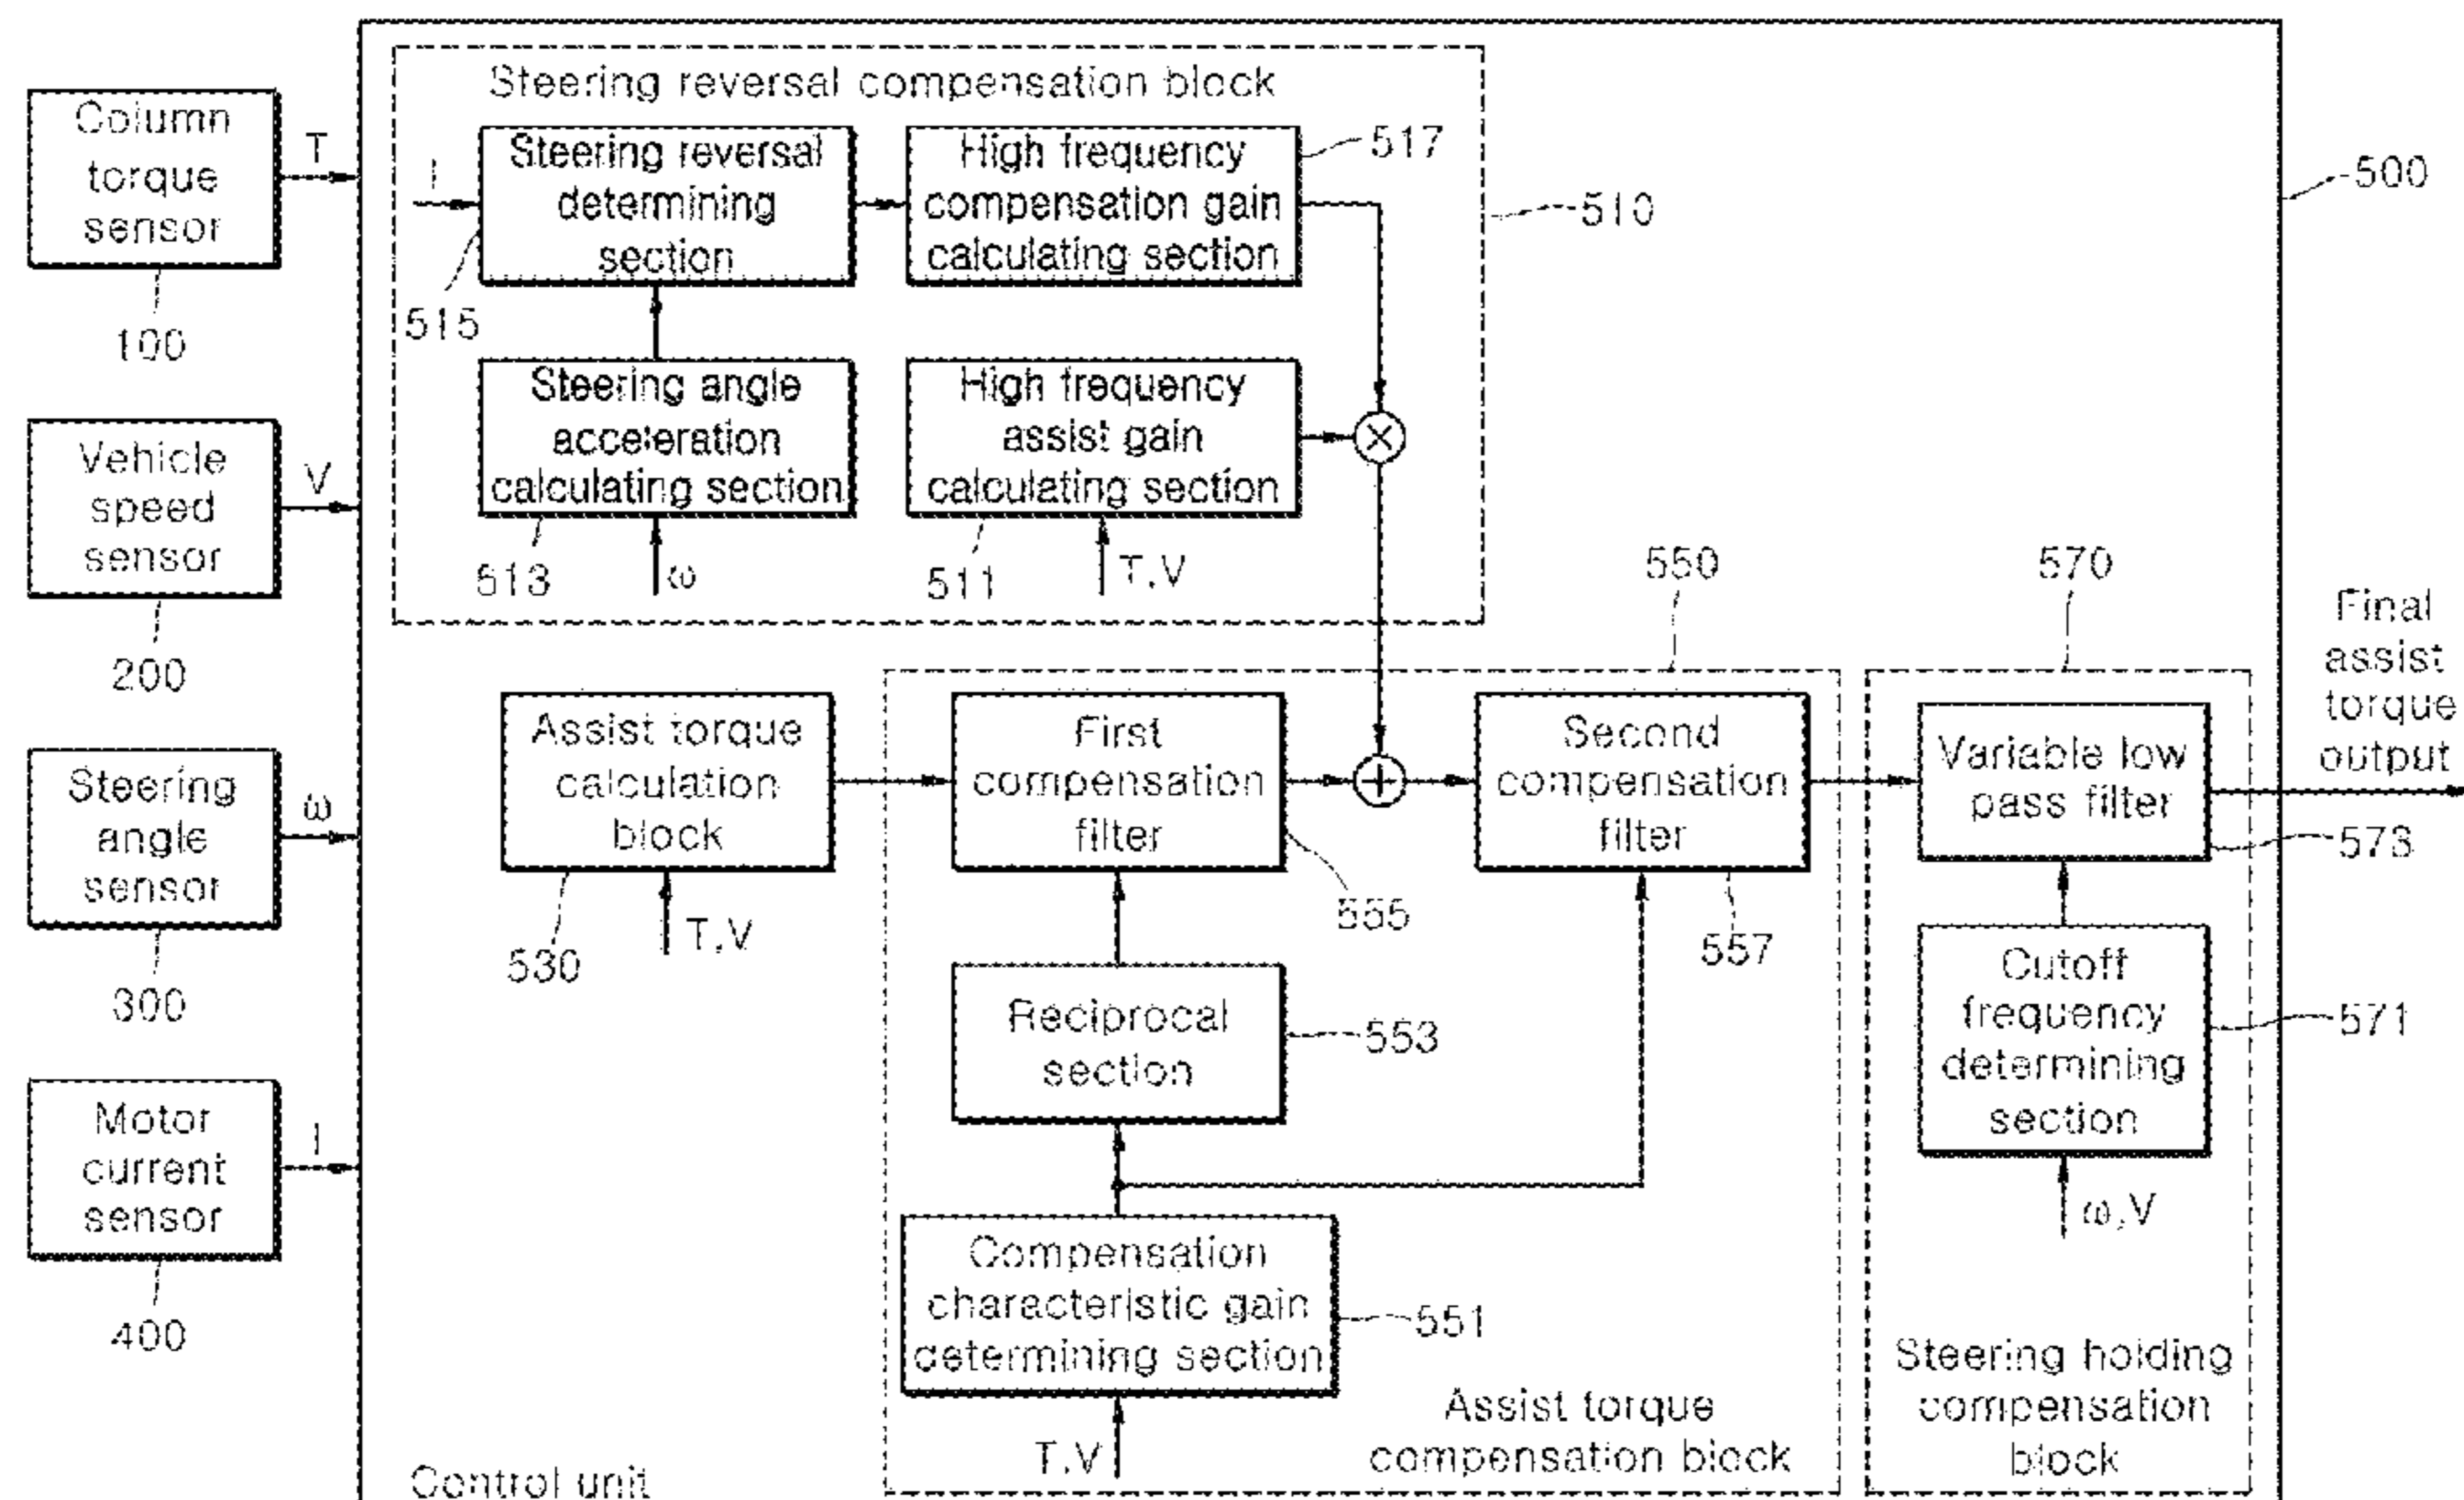 Column
torque
sensor
100
T
Vehicle
speed
sensor
200
V
Steering
angle
sensor
300
ω
Motor
current
sensor
400
I
Steering reversal compensation block
I
Steering reversal
determining
section
515
High frequency
compensation gain
calculating section
517
510
500
Steering angle
acceleration
calculating section
513
ω
High frequency
assist gain
calculating section
511
T,V
×
Assist torque
calculation
block
530
T,V
550
First
compensation
filter
555
+
Second
compensation
filter
557
Reciprocal
section
553
Compensation
characteristic gain
determining section
551
T,V
Assist torque
compensation block
570
Variable low
pass filter
573
Cutoff
frequency
determining
section
571
ω,V
Steering holding
compensation
block
Final
assist
torque
output
Control unit